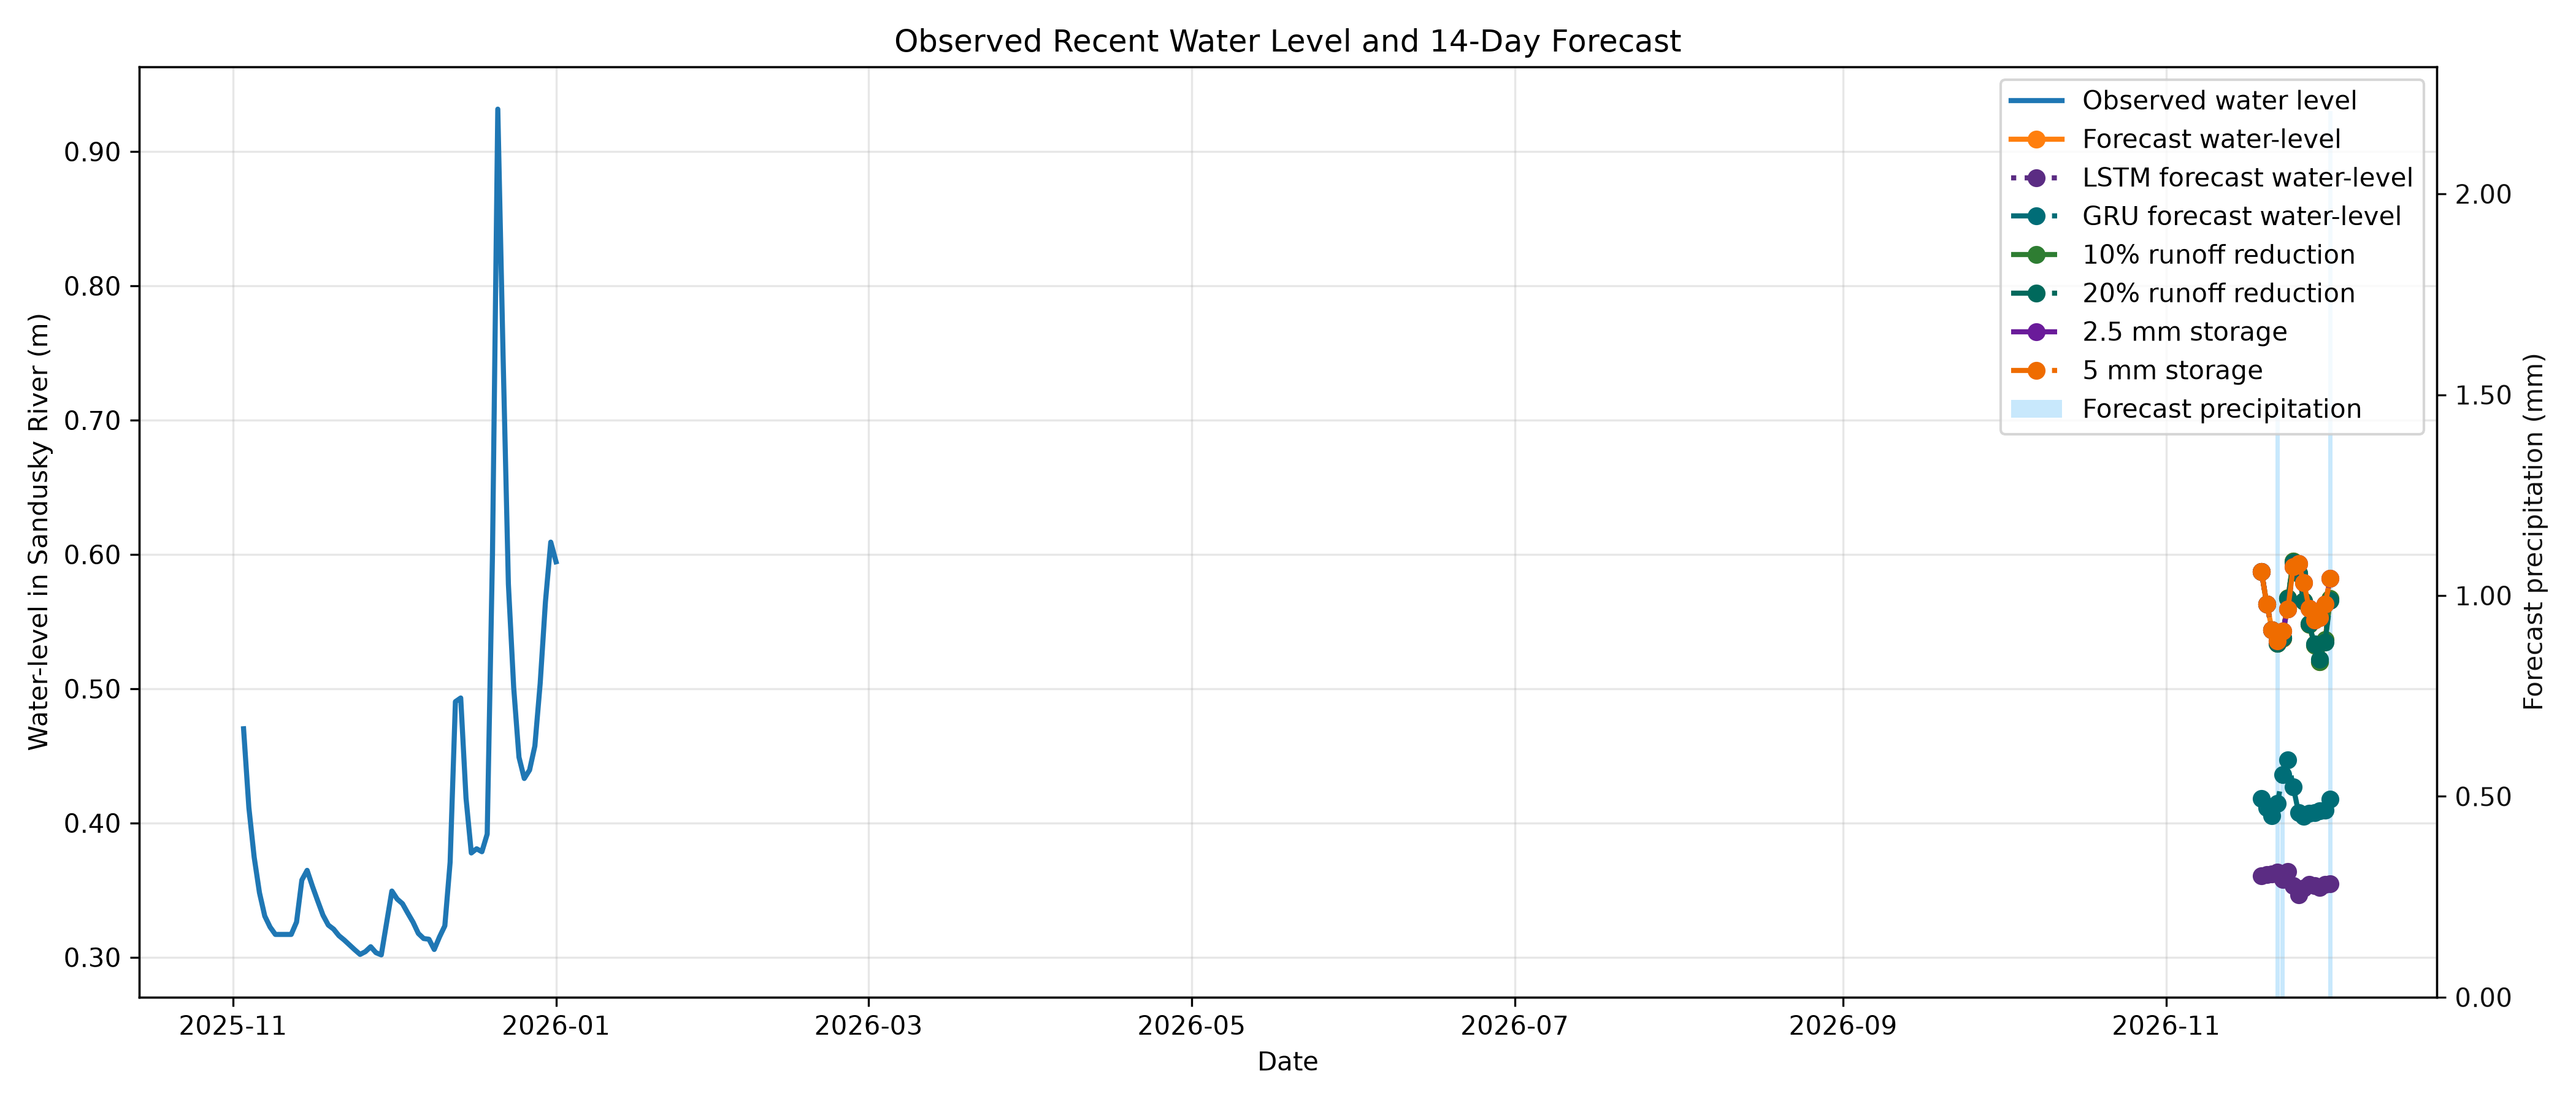 Observed Recent Water Level and 14-Day Forecast
Water-level in Sandusky River (m)
0.90
0.80
0.70
0.60
0.50
0.40
0.30
Observed water level
Forecast water-level
LSTM forecast water-level
GRU forecast water-level
10% runoff reduction
20% runoff reduction
2.5 mm storage
5 mm storage
Forecast precipitation
2.00
1.50
1.00
0.50
0.00
Forecast precipitation (mm)
2025-11
2026-01
2026-03
2026-05
2026-07
2026-09
2026-11
Date